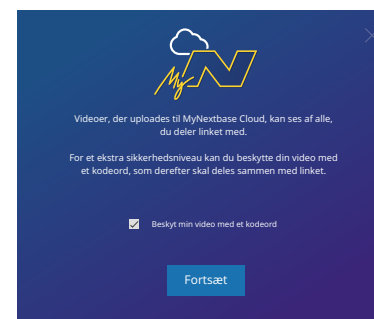 My N
Videoer, der uploades til MyNextbase Cloud, kan ses af alle,
du deler linket med.
For et ekstra sikkerhedsniveau kan du beskytte din video med
et kodeord, som derefter skal deles sammen med linket.
Beskyt min video med et kodeord
Fortsæt